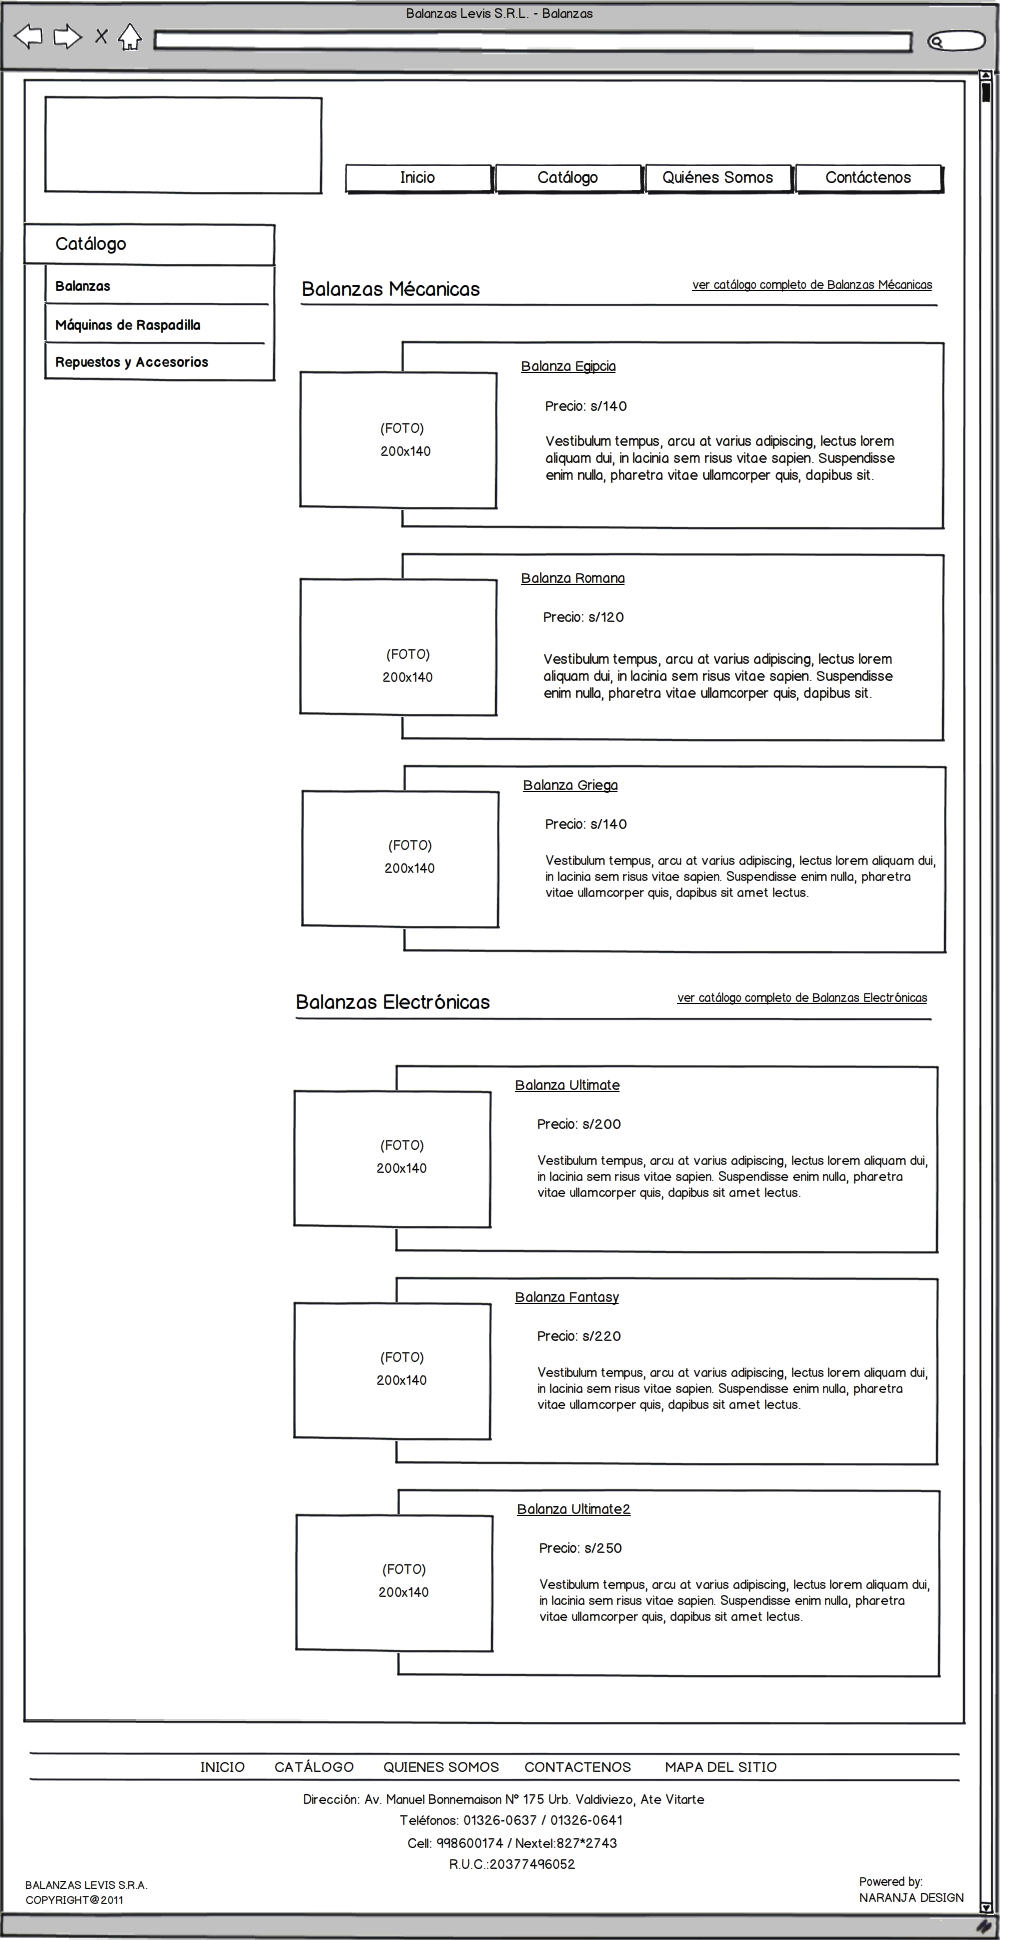 Balanzas Levis S.R.L. - Balanzas
Inicio
Catálogo
Quiénes Somos
Contáctenos
Catálogo
Balanzas
Máquinas de Raspadilla
Repuestos y Accesorios
Balanzas Mécanicas
ver catálogo completo de Balanzas Mécanicas
Balanza Egipcia
Precio: s/140
(FOTO)
200x140
Vestibulum tempus, arcu at varius adipiscing, lectus lorem
aliquam dui, in lacinia sem risus vitae sapien. Suspendisse
enim nulla, pharetra vitae ullamcorper quis, dapibus sit.
Balanza Romana
Precio: s/120
(FOTO)
200x140
Vestibulum tempus, arcu at varius adipiscing, lectus lorem
aliquam dui, in lacinia sem risus vitae sapien. Suspendisse
enim nulla, pharetra vitae ullamcorper quis, dapibus sit.
Balanza Griega
Precio: s/140
(FOTO)
200x140
Vestibulum tempus, arcu at varius adipiscing, lectus lorem aliquam dui,
in lacinia sem risus vitae sapien. Suspendisse enim nulla, pharetra
vitae ullamcorper quis, dapibus sit amet lectus.
Balanzas Electrónicas
ver catálogo completo de Balanzas Electrónicas
Balanza Ultimate
Precio: s/200
(FOTO)
200x140
Vestibulum tempus, arcu at varius adipiscing, lectus lorem aliquam dui,
in lacinia sem risus vitae sapien. Suspendisse enim nulla, pharetra
vitae ullamcorper quis, dapibus sit amet lectus.
Balanza Fantasy
Precio: s/220
(FOTO)
200x140
Vestibulum tempus, arcu at varius adipiscing, lectus lorem aliquam dui,
in lacinia sem risus vitae sapien. Suspendisse enim nulla, pharetra
vitae ullamcorper quis, dapibus sit amet lectus.
Balanza Ultimate2
Precio: s/250
(FOTO)
200x140
Vestibulum tempus, arcu at varius adipiscing, lectus lorem aliquam dui,
in lacinia sem risus vitae sapien. Suspendisse enim nulla, pharetra
vitae ullamcorper quis, dapibus sit amet lectus.
INICIO
CATÁLOGO
QUIENES SOMOS
CONTACTENOS
MAPA DEL SITIO
Dirección: Av. Manuel Bonnemaison Nº 175 Urb. Valdiviezo, Ate Vitarte
Teléfonos: 01326-0637 / 01326-0641
Cell: 998600174 / Nextel:827*2743
R.U.C.:20377496052
BALANZAS LEVIS S.R.A.
COPYRIGHT@2011
Powered by:
NARANJA DESIGN